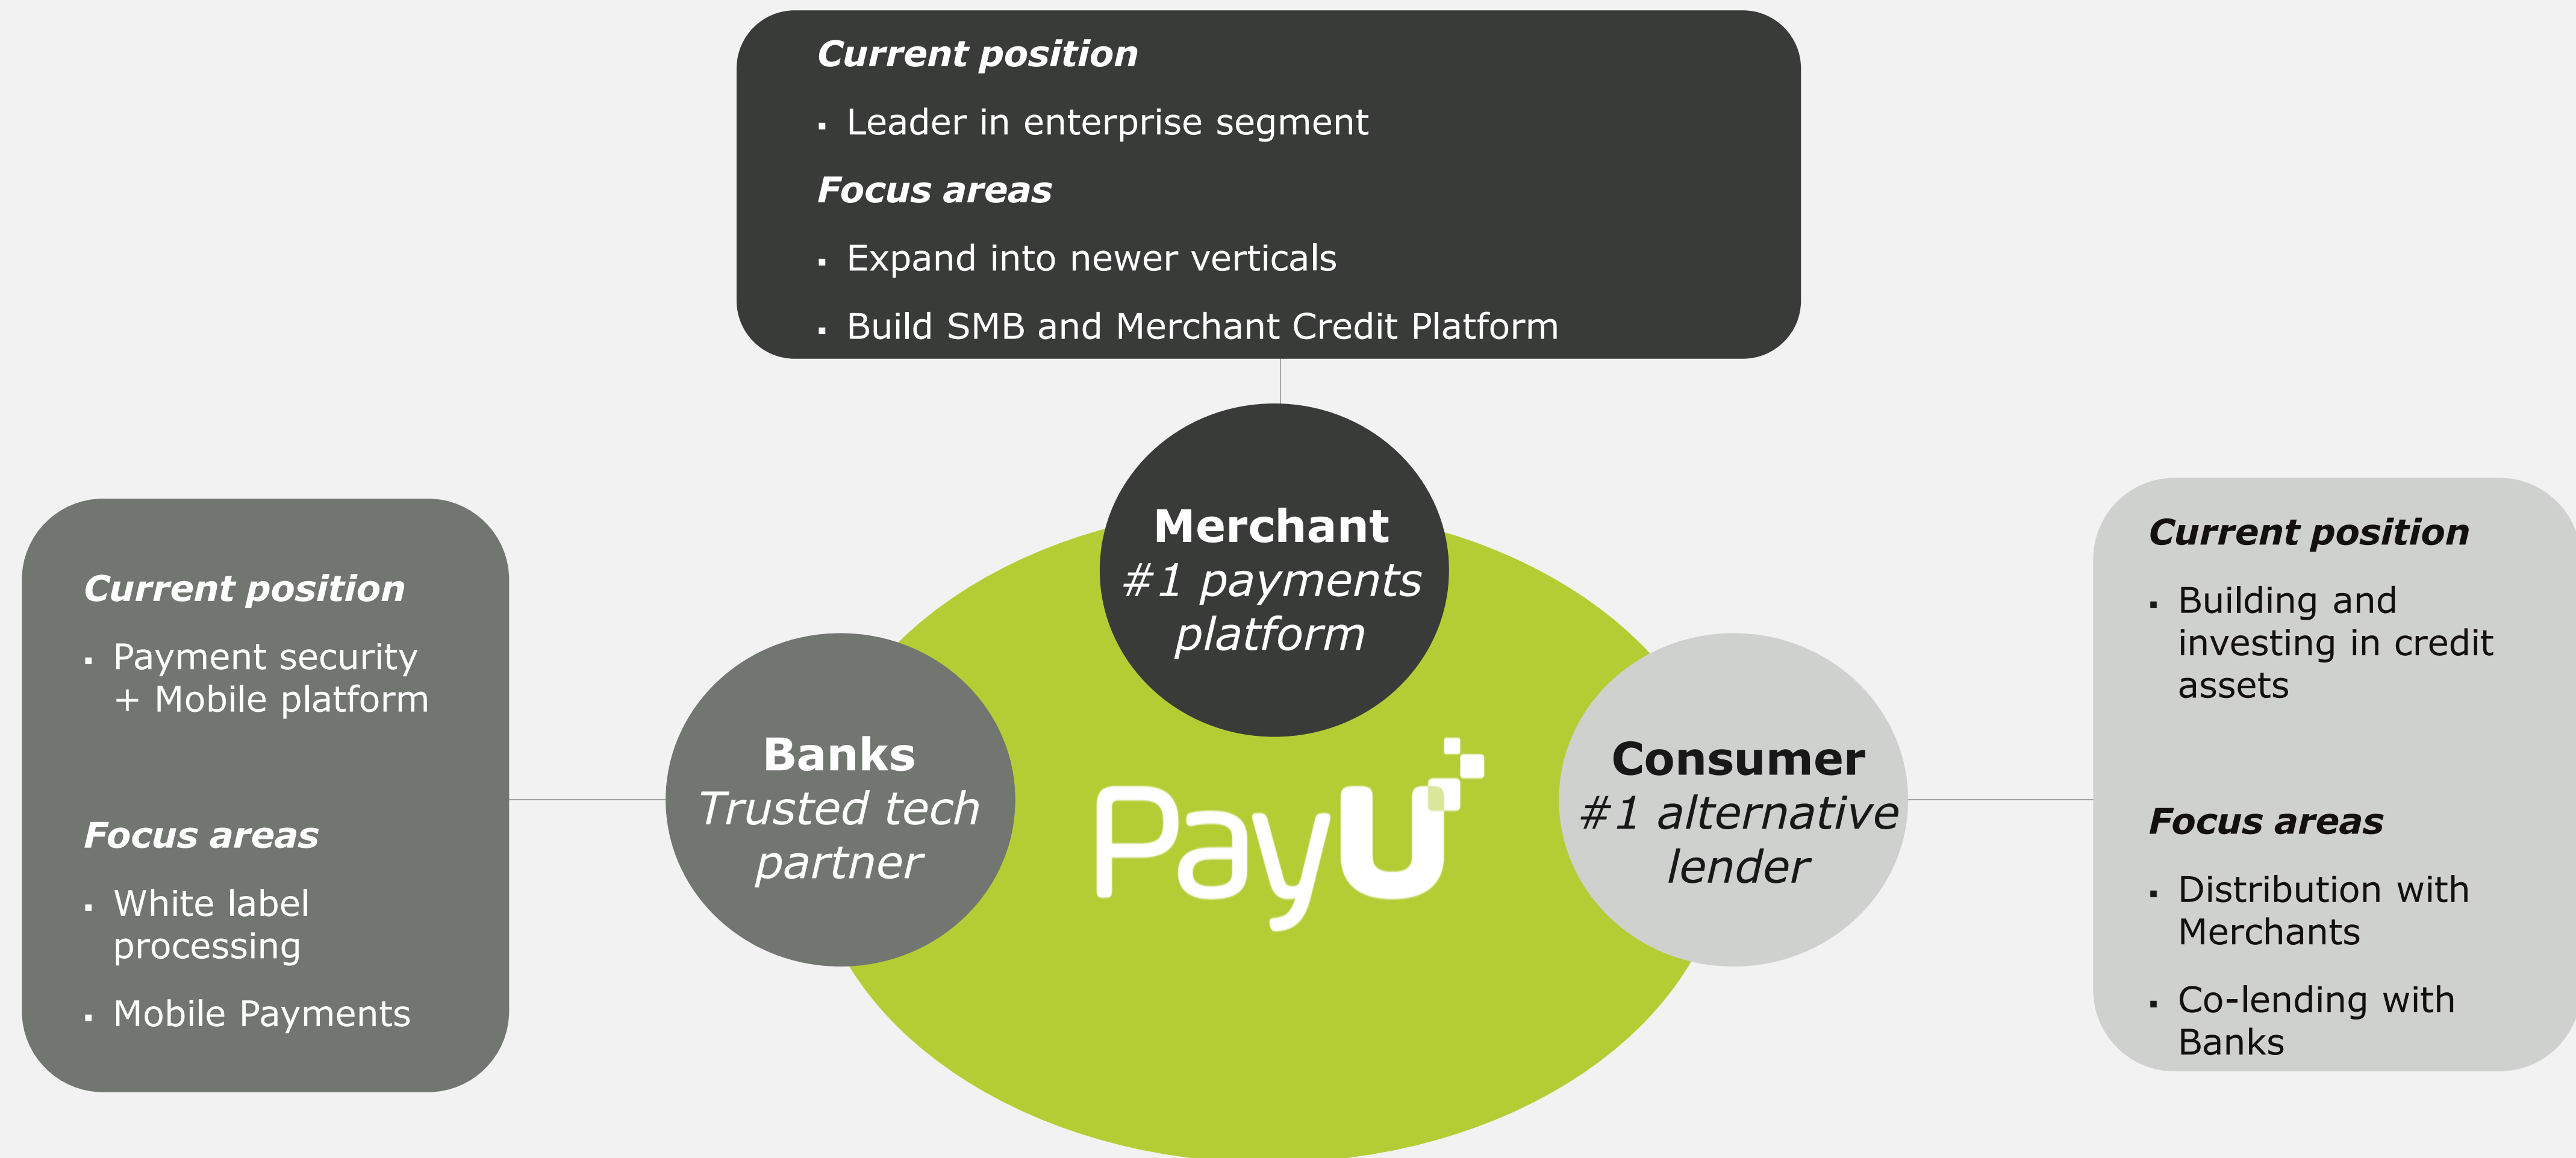 Current position
▪ Leader in enterprise segment
Focus areas
▪ Expand into newer verticals
▪ Build SMB and Merchant Credit Platform
Merchant
#1 payments
platform
Current position
▪ Payment security
+ Mobile platform
Focus areas
▪ White label
processing
▪ Mobile Payments
Banks
Trusted tech
partner
PayU
Consumer
#1 alternative
lender
Current position
▪ Building and
investing in credit
assets
Focus areas
▪ Distribution with
Merchants
▪ Co-lending with
Banks